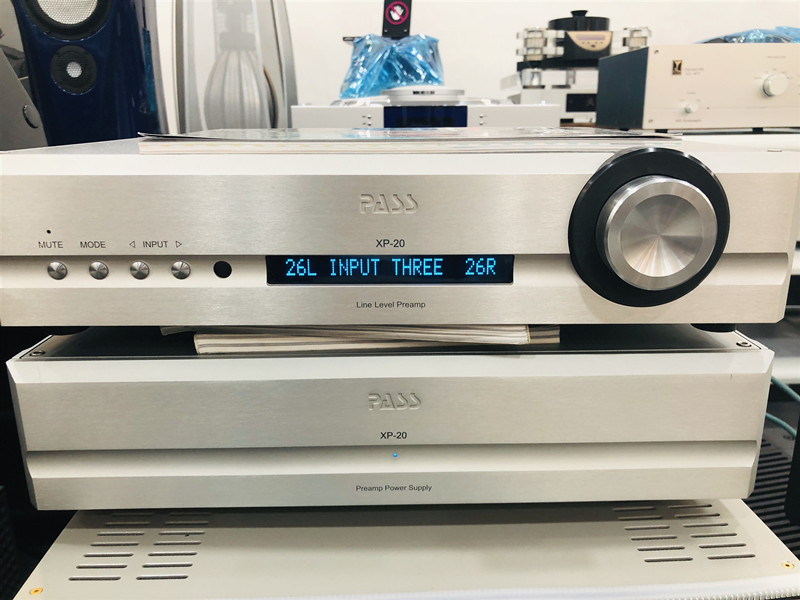 PASS
XP-20
MUTE MODE ◁ INPUT ▷
26L INPUT THREE 26R
Line Level Preamp
PASS
XP-20
Preamp Power Supply